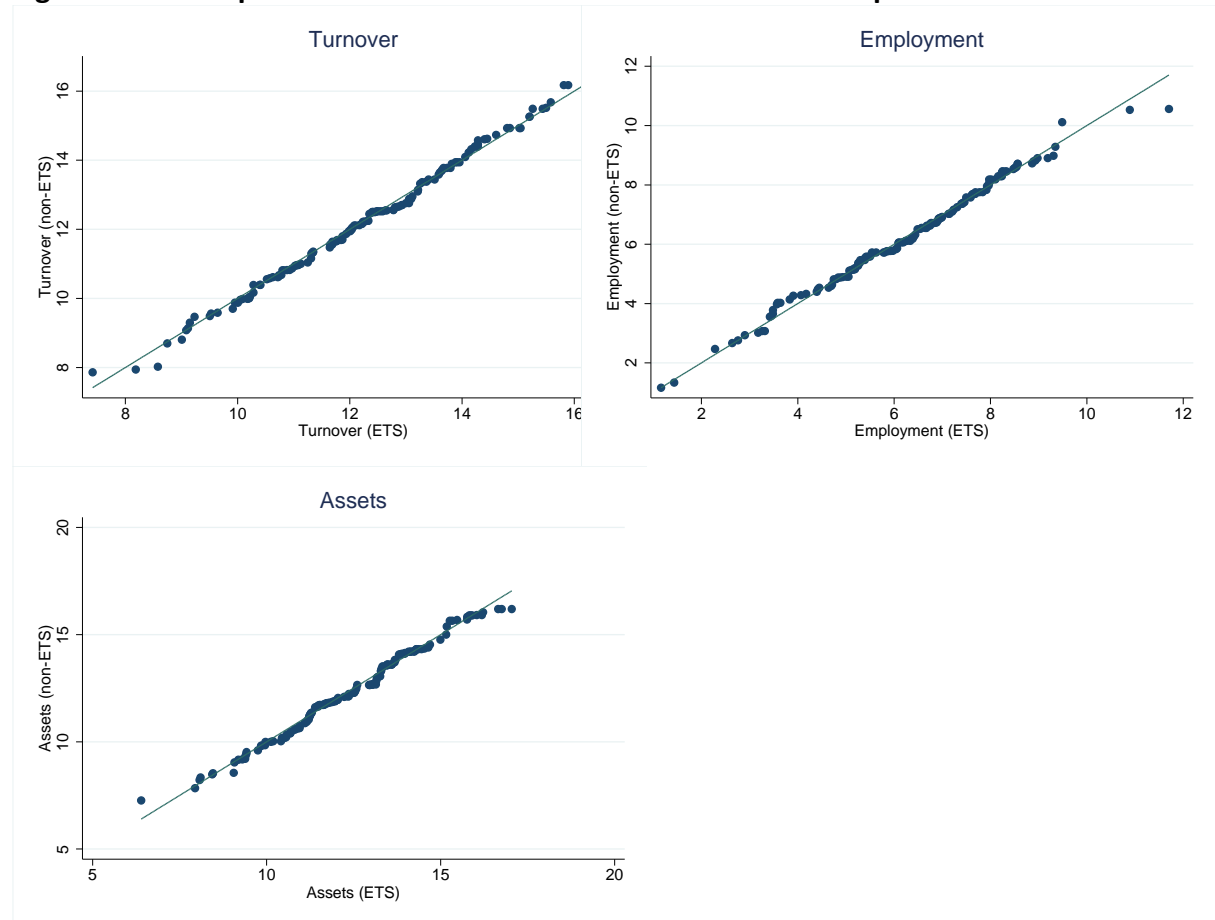 Turnover
Turnover (non-ETS)
16
14
12
10
8
8 10 12 14 16
Turnover (ETS)
Employment
Employment (non-ETS)
12
10
8
6
4
2
2 4 6 8 10 12
Employment (ETS)
Assets
Assets (non-ETS)
20
15
10
5
5 10 15 20
Assets (ETS)